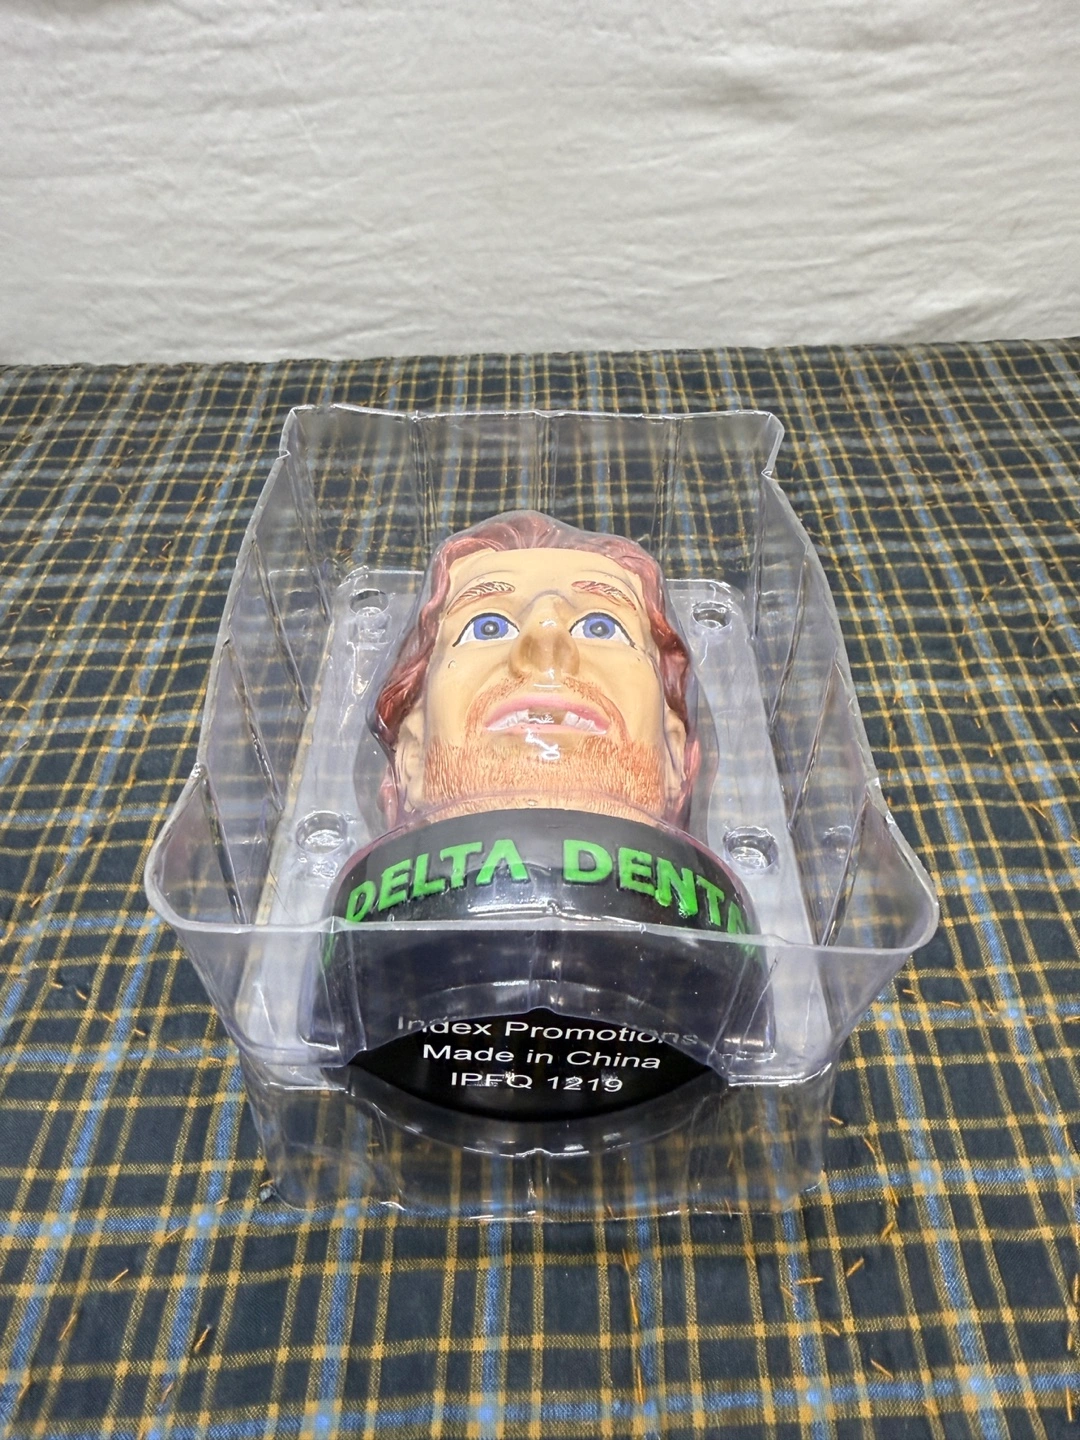 DELTA DENTA
Index Promotions
Made in China
IPFQ 1219